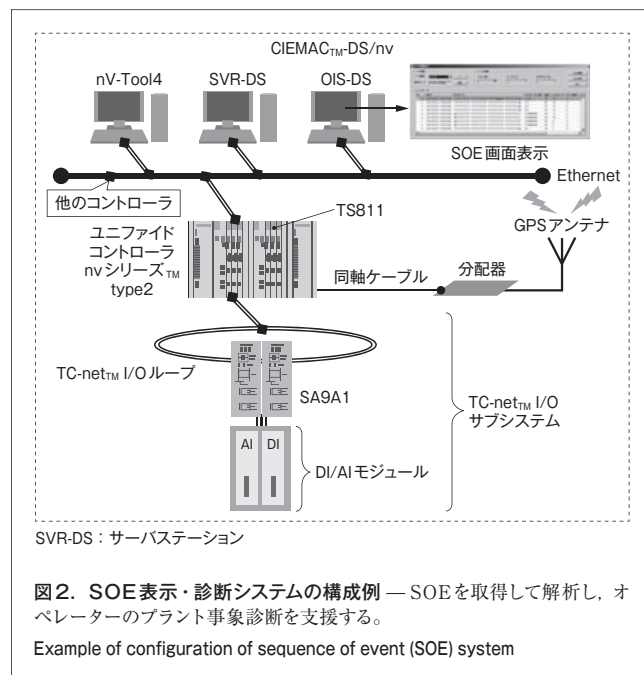 CIEMAC™-DS/nv
nV-Tool4
SVR-DS
OIS-DS
SOE画面表示
Ethernet
他のコントローラ
TS811
GPSアンテナ
ユニファイド
コントローラ
nvシリーズ™
type2
同軸ケーブル
分配器
TC-net™ I/Oループ
SA9A1
TC-net™ I/O
サブシステム
AI DI
DI/AIモジュール
SVR-DS：サーバステーション
図2．SOE表示・診断システムの構成例 — SOEを取得して解析し，オ
ペレーターのプラント事象診断を支援する。
Example of configuration of sequence of event (SOE) system